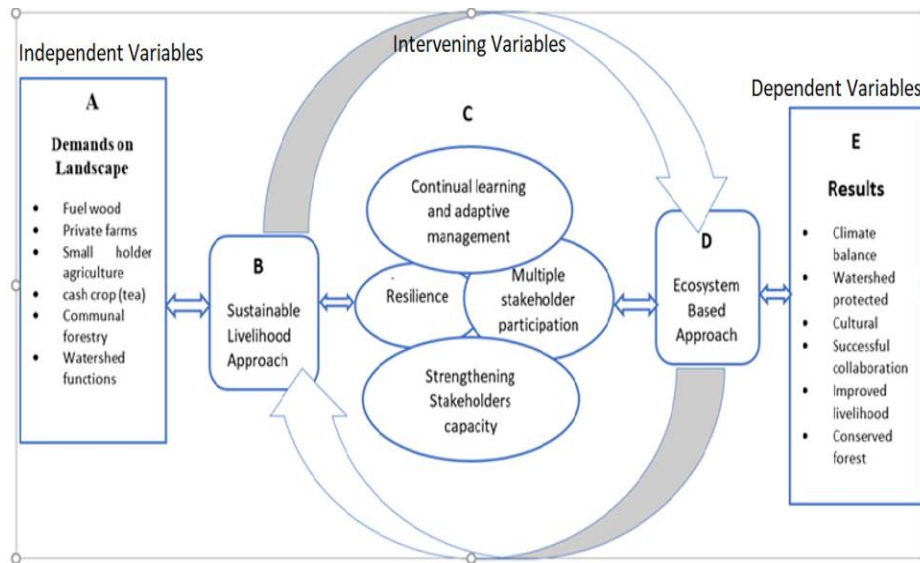 Independent Variables
A
Demands on
Landscape
Fuel wood
Private farms
Small holder
agriculture
cash crop (tea)
Communal
forestry
Watershed
functions
B
Sustainable
Livelihood
Approach
Intervening Variables
C
Continual learning
and adaptive
management
Resilience
Multiple
stakeholder
participation
Strengthening
Stakeholders
capacity
D
Ecosystem
Based
Approach
Dependent Variables
E
Results
Climate
balance
Watershed
protected
Cultural
Successful
collaboration
Improved
livelihood
Conserved
forest